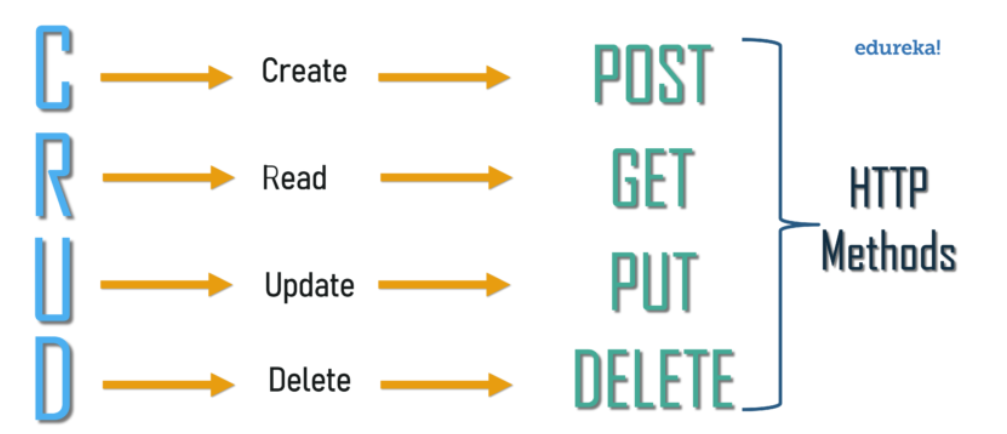 edureka!
C Create POST
R Read GET
U Update PUT
D Delete DELETE
HTTP
Methods